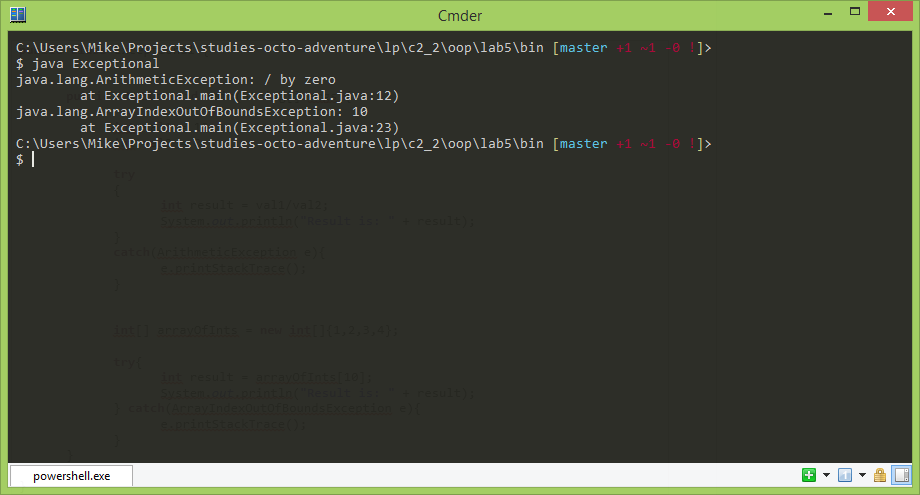 Cmder
C:\Users\Mike\Projects\studies-octo-adventure\lp\c2_2\oop\lab5\bin [master +1 ~1 -0 !]>
$ java Exceptional
java.lang.ArithmeticException: / by zero
        at Exceptional.main(Exceptional.java:12)
java.lang.ArrayIndexOutOfBoundsException: 10
        at Exceptional.main(Exceptional.java:23)
C:\Users\Mike\Projects\studies-octo-adventure\lp\c2_2\oop\lab5\bin [master +1 ~1 -0 !]>
$
try
{
int result = val1/val2;
System.out.println("Result is: " + result);
}
catch(ArithmeticException e){
e.printStackTrace();
}
int[] arrayOfInts = new int[]{1,2,3,4};
try{
int result = arrayOfInts[10];
System.out.println("Result is: " + result);
} catch(ArrayIndexOutOfBoundsException e){
e.printStackTrace();
}
}
powershell.exe